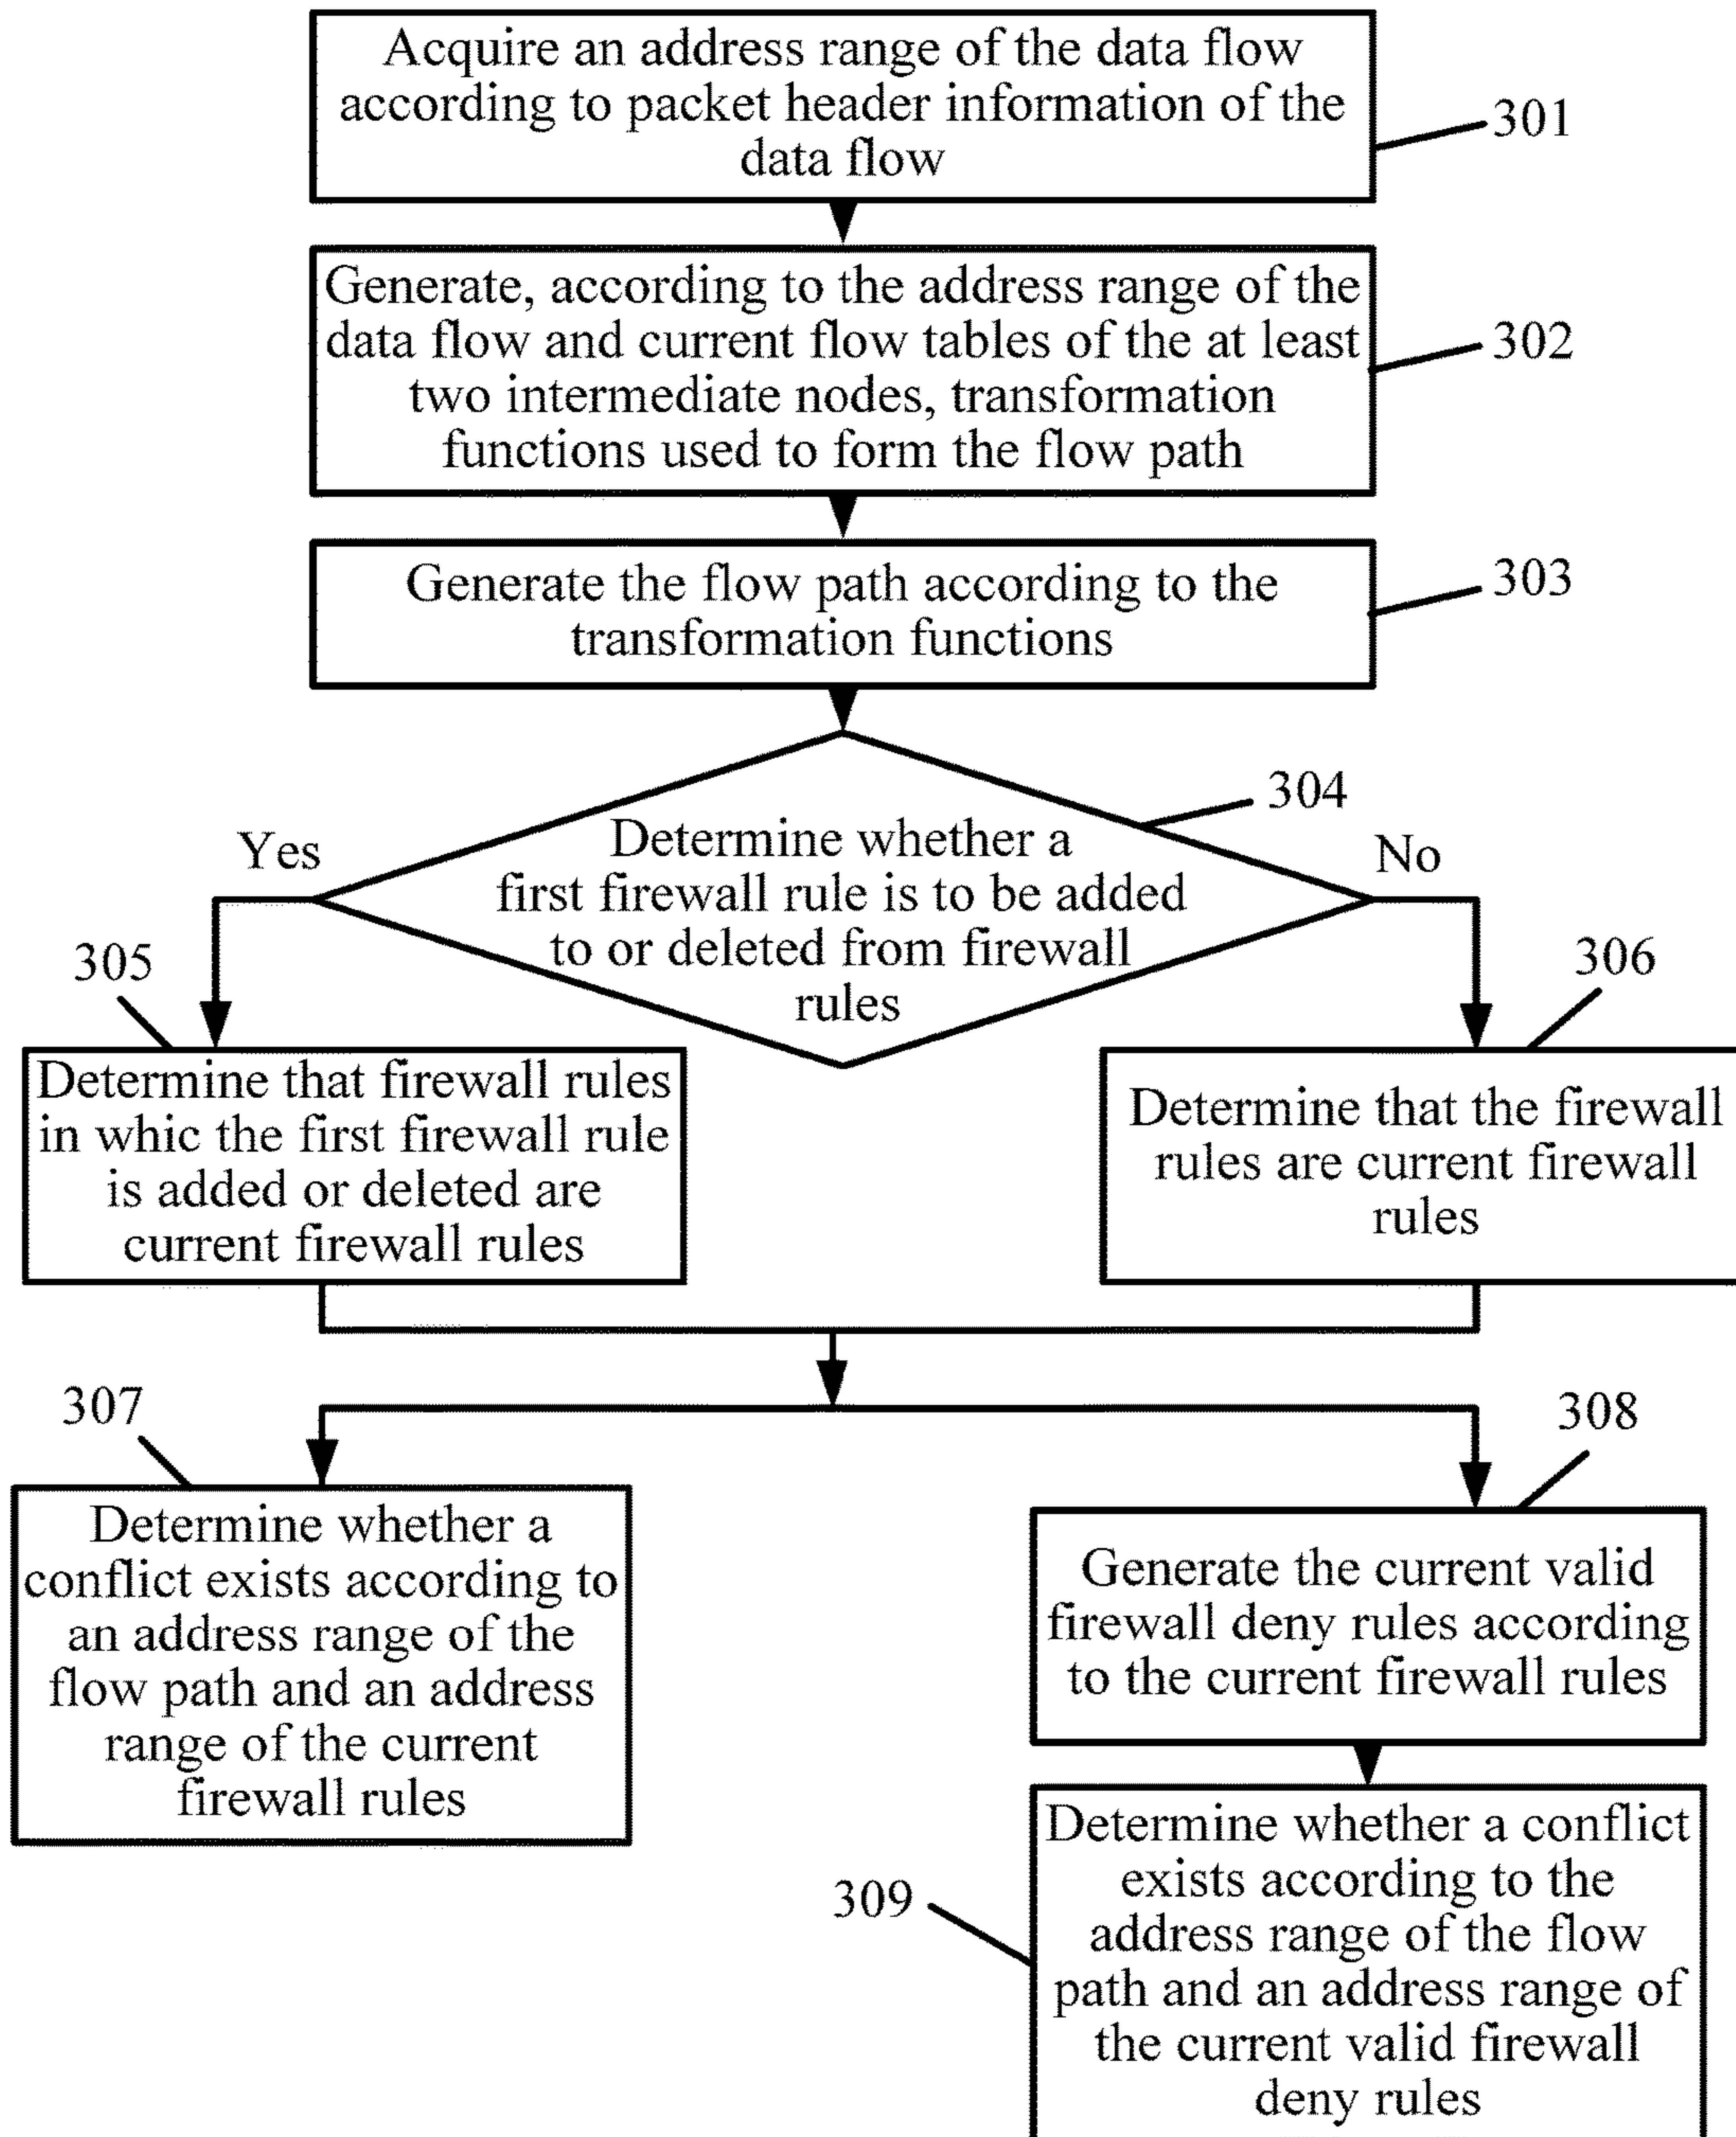 Acquire an address range of the data flow
according to packet header information of the
data flow
301
Generate, according to the address range of the
data flow and current flow tables of the at least
two intermediate nodes, transformation
functions used to form the flow path
302
Generate the flow path according to the
transformation functions
303
304
Determine whether a
first firewall rule is to be added
to or deleted from firewall
rules
Yes
No
305
Determine that firewall rules
in whic the first firewall rule
is added or deleted are
current firewall rules
306
Determine that the firewall
rules are current firewall
rules
307
Determine whether a
conflict exists according to
an address range of the
flow path and an address
range of the current
firewall rules
308
Generate the current valid
firewall deny rules according
to the current firewall rules
309
Determine whether a conflict
exists according to the
address range of the flow
path and an address range of
the current valid firewall
deny rules